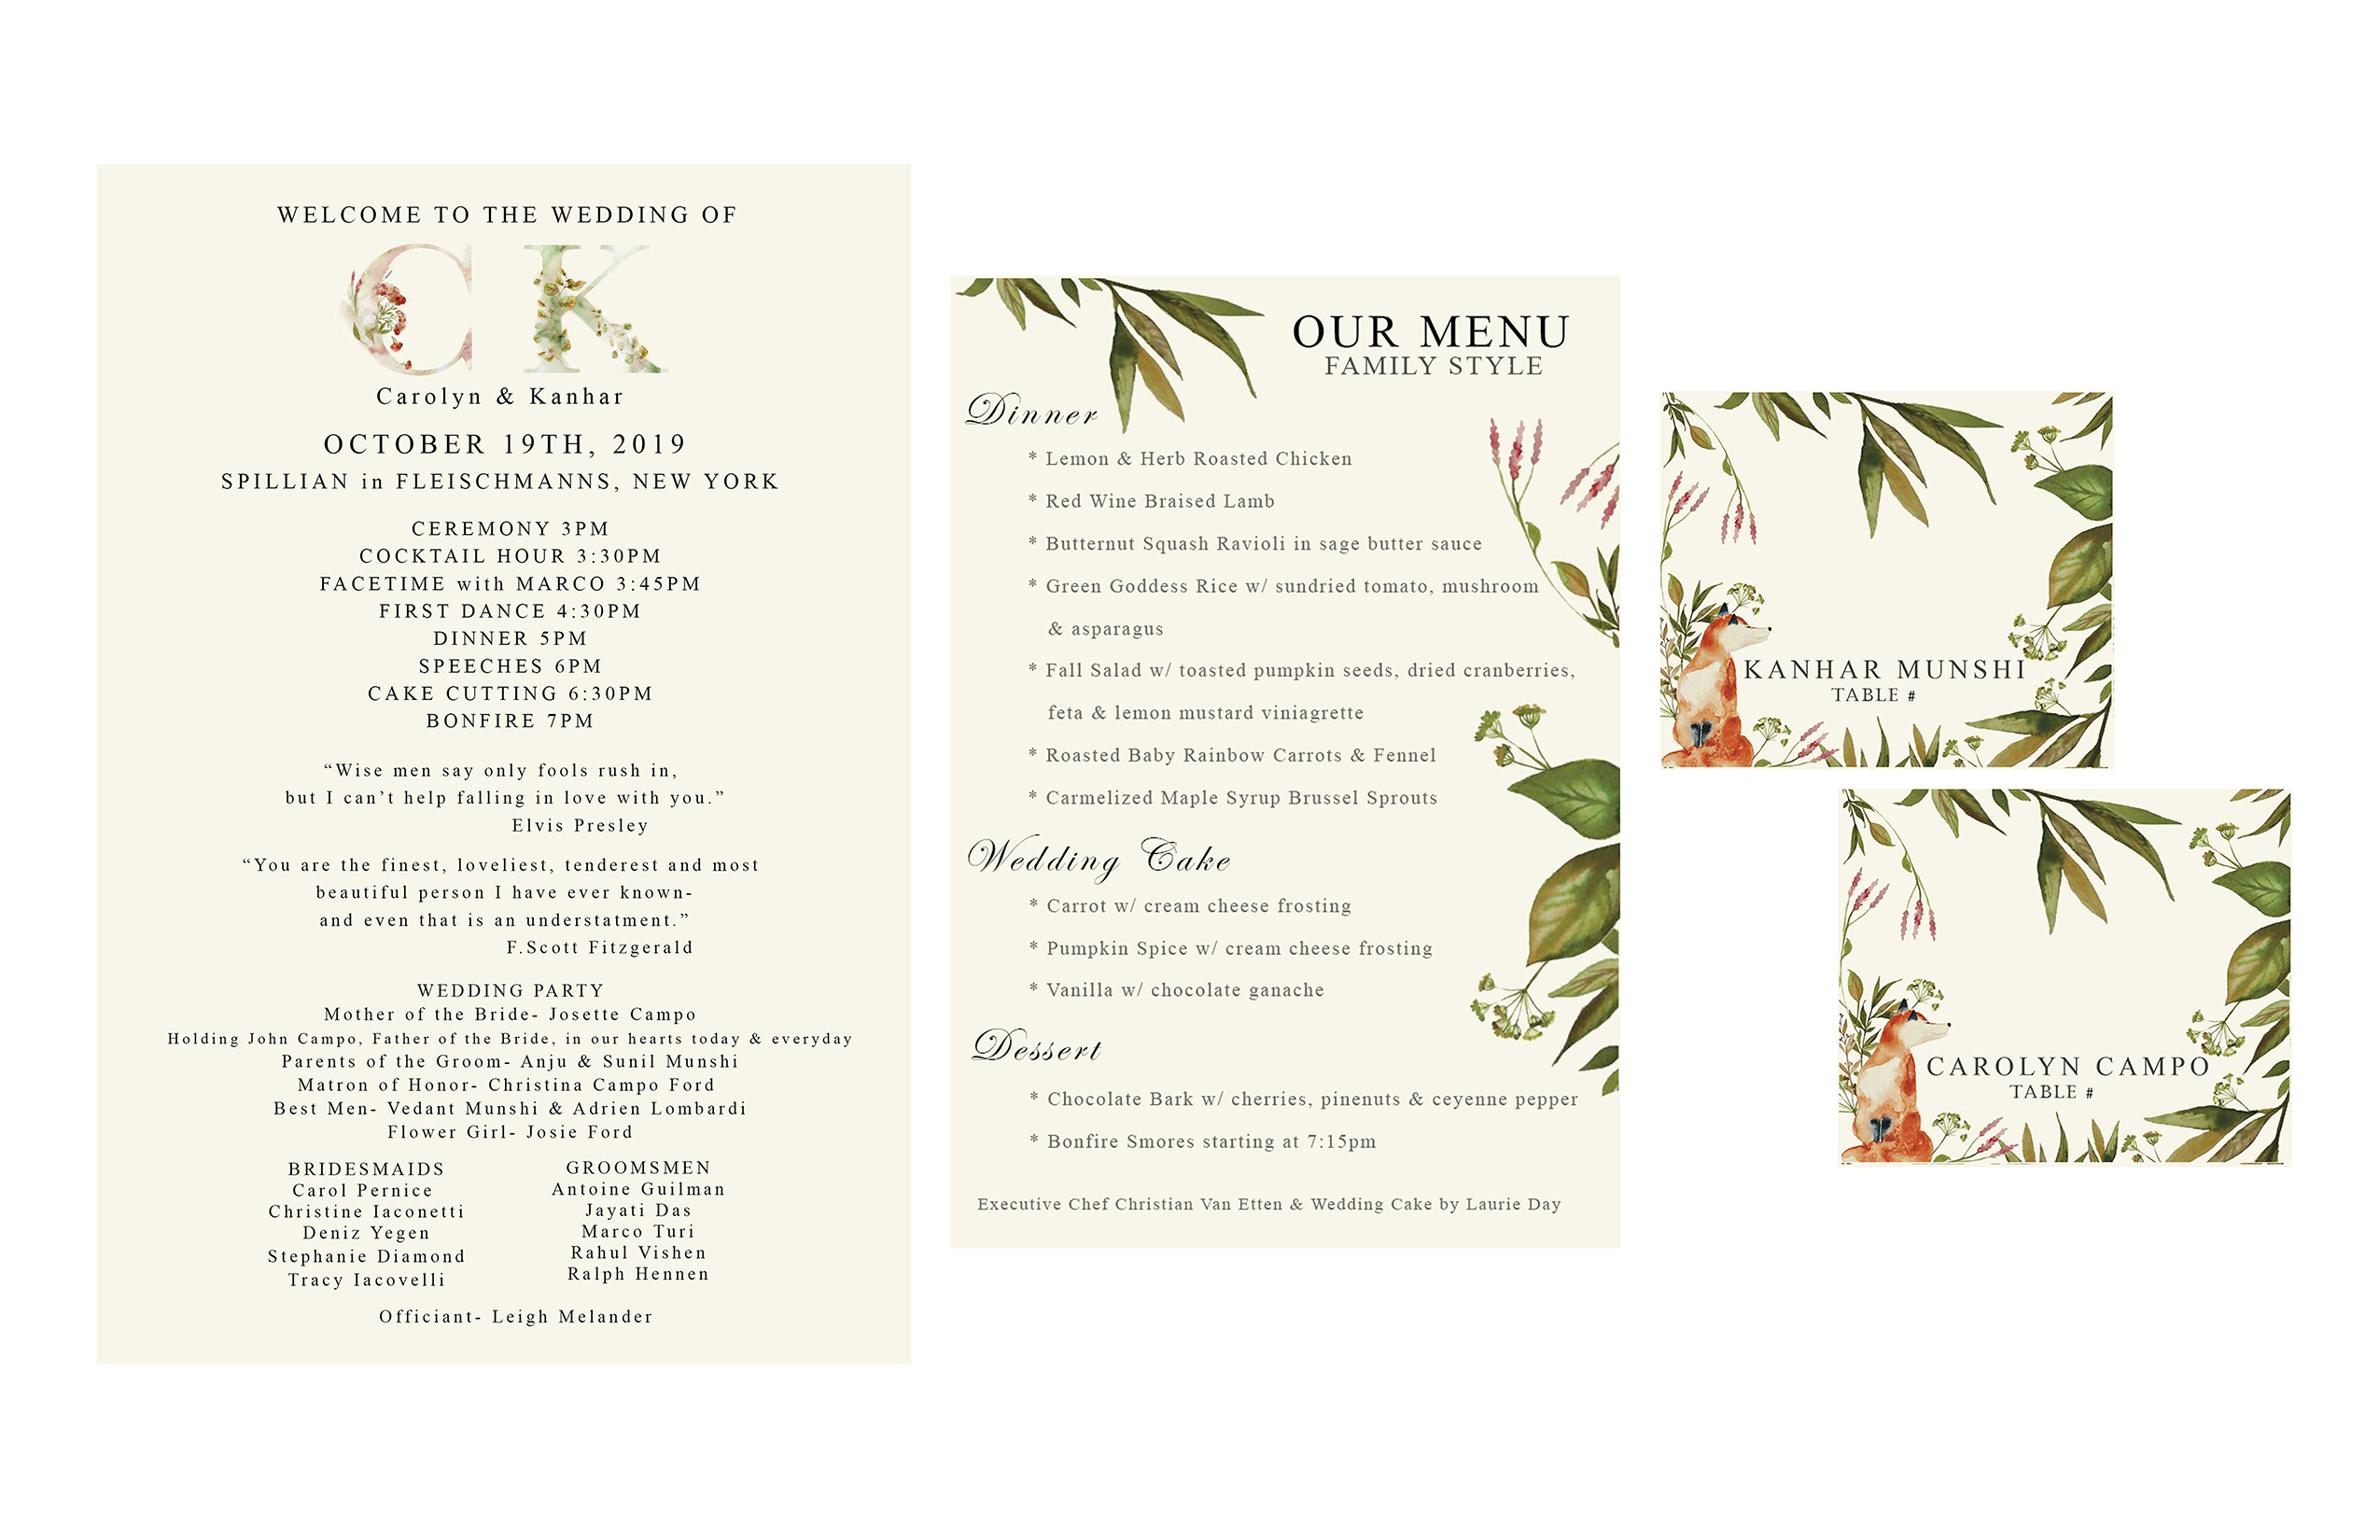 WELCOME TO THE WEDDING OF
C K
Carolyn & Kanhar
OCTOBER 19TH, 2019
SPILLIAN in FLEISCHMANNS, NEW YORK
CEREMONY 3PM
COCKTAIL HOUR 3:30PM
FACETIME with MARCO 3:45PM
FIRST DANCE 4:30PM
DINNER 5PM
SPEECHES 6PM
CAKE CUTTING 6:30PM
BONFIRE 7PM
“Wise men say only fools rush in,
but I can’t help falling in love with you.”
Elvis Presley
“You are the finest, loveliest, tenderest and most
beautiful person I have ever known-
and even that is an understatment.”
F.Scott Fitzgerald
WEDDING PARTY
Mother of the Bride- Josette Campo
Holding John Campo, Father of the Bride, in our hearts today & everyday
Parents of the Groom- Anju & Sunil Munshi
Matron of Honor- Christina Campo Ford
Best Men- Vedant Munshi & Adrien Lombardi
Flower Girl- Josie Ford
BRIDESMAIDS
Carol Pernice
Christine Iaconetti
Deniz Yegen
Stephanie Diamond
Tracy Iacovelli
GROOMSMEN
Antoine Guilman
Jayati Das
Marco Turi
Rahul Vishen
Ralph Hennen
Officiant- Leigh Melander
OUR MENU
FAMILY STYLE
Dinner
* Lemon & Herb Roasted Chicken
* Red Wine Braised Lamb
* Butternut Squash Ravioli in sage butter sauce
* Green Goddess Rice w/ sundried tomato, mushroom
& asparagus
* Fall Salad w/ toasted pumpkin seeds, dried cranberries,
feta & lemon mustard viniagrette
* Roasted Baby Rainbow Carrots & Fennel
* Carmelized Maple Syrup Brussel Sprouts
Wedding Cake
* Carrot w/ cream cheese frosting
* Pumpkin Spice w/ cream cheese frosting
* Vanilla w/ chocolate ganache
Dessert
* Chocolate Bark w/ cherries, pinenuts & ceyenne pepper
* Bonfire Smores starting at 7:15pm
Executive Chef Christian Van Etten & Wedding Cake by Laurie Day
KANHAR MUNSHI
TABLE #
CAROLYN CAMPO
TABLE #